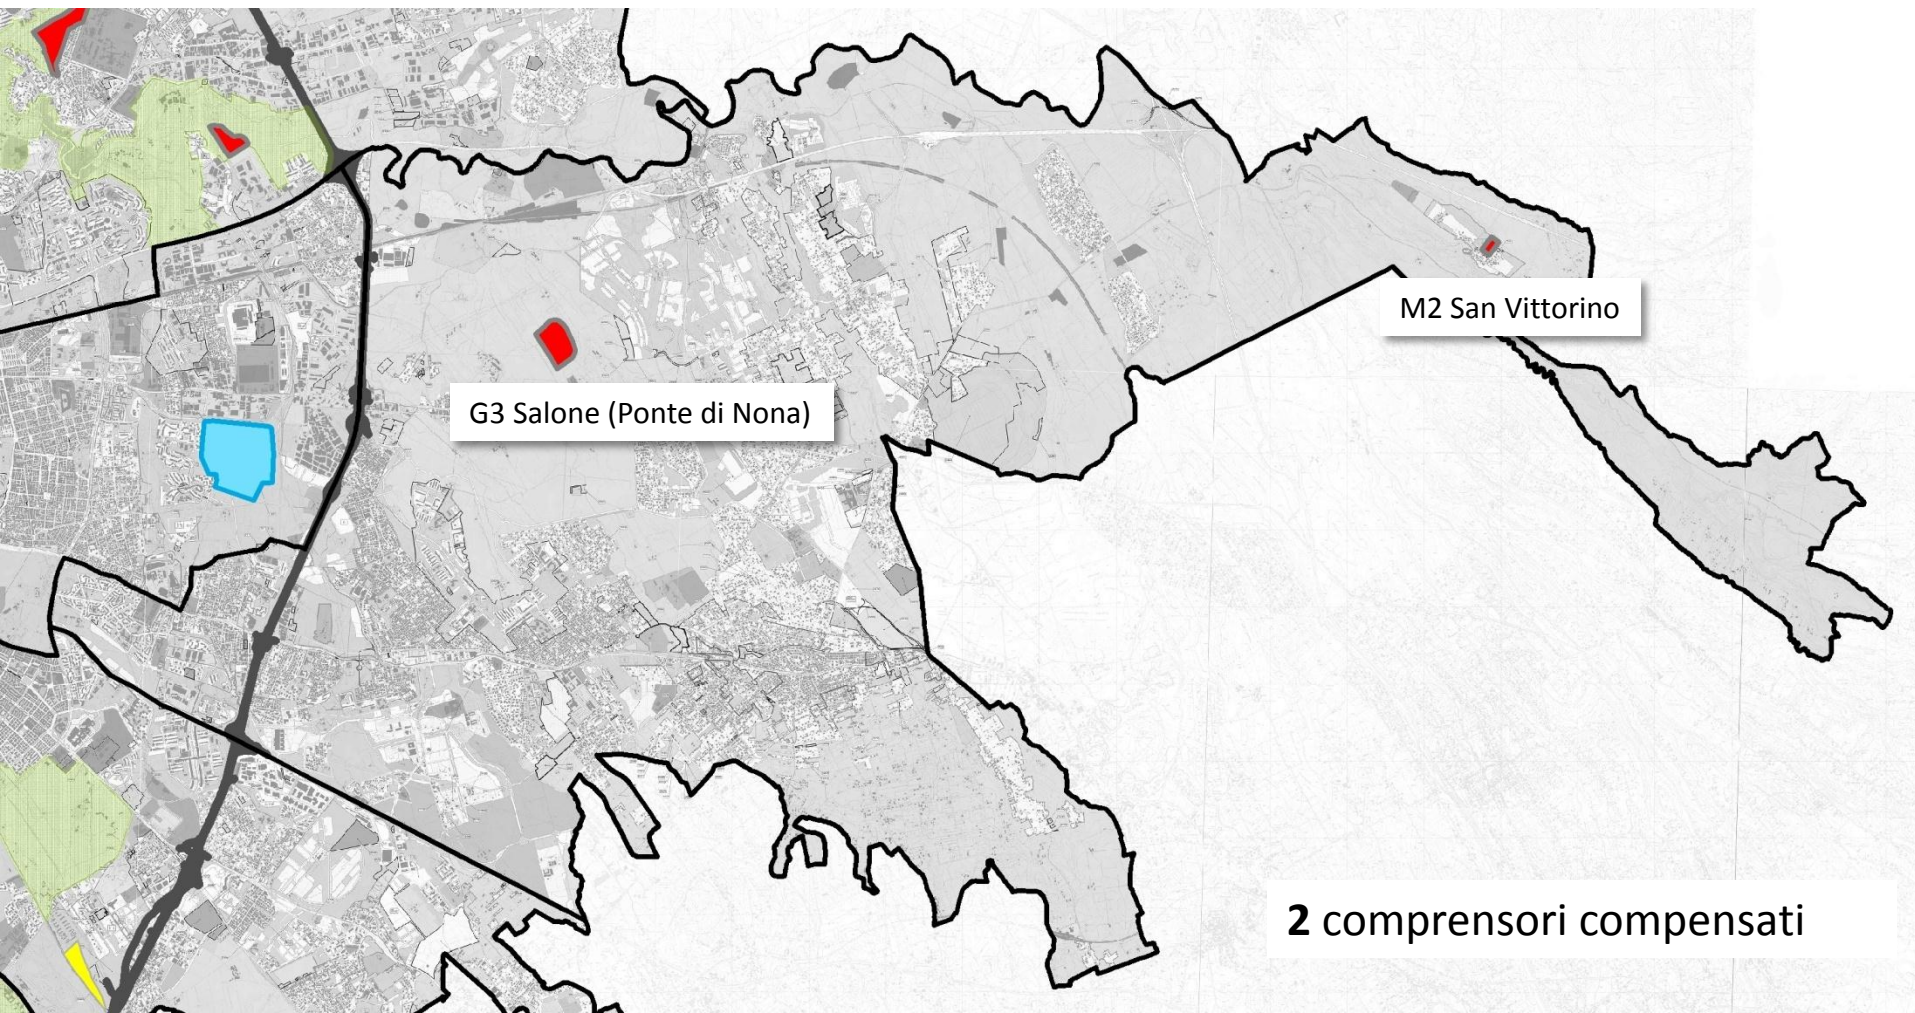 M2 San Vittorino
G3 Salone (Ponte di Nona)
2 comprensori compensati